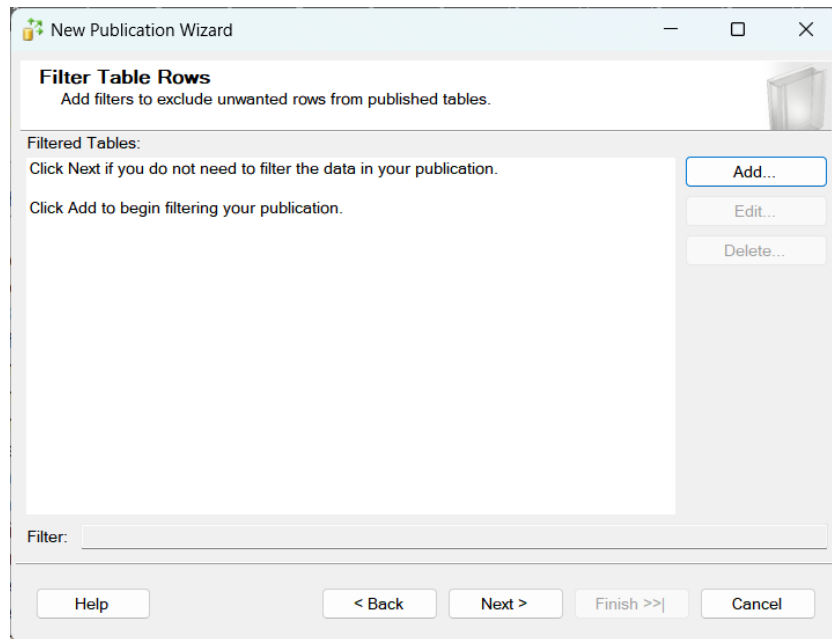 New Publication Wizard
Filter Table Rows
Add filters to exclude unwanted rows from published tables.
Filtered Tables:
Click Next if you do not need to filter the data in your publication.
Click Add to begin filtering your publication.
Add...
Edit...
Delete...
Filter:
Help
< Back
Next >
Finish >>|
Cancel